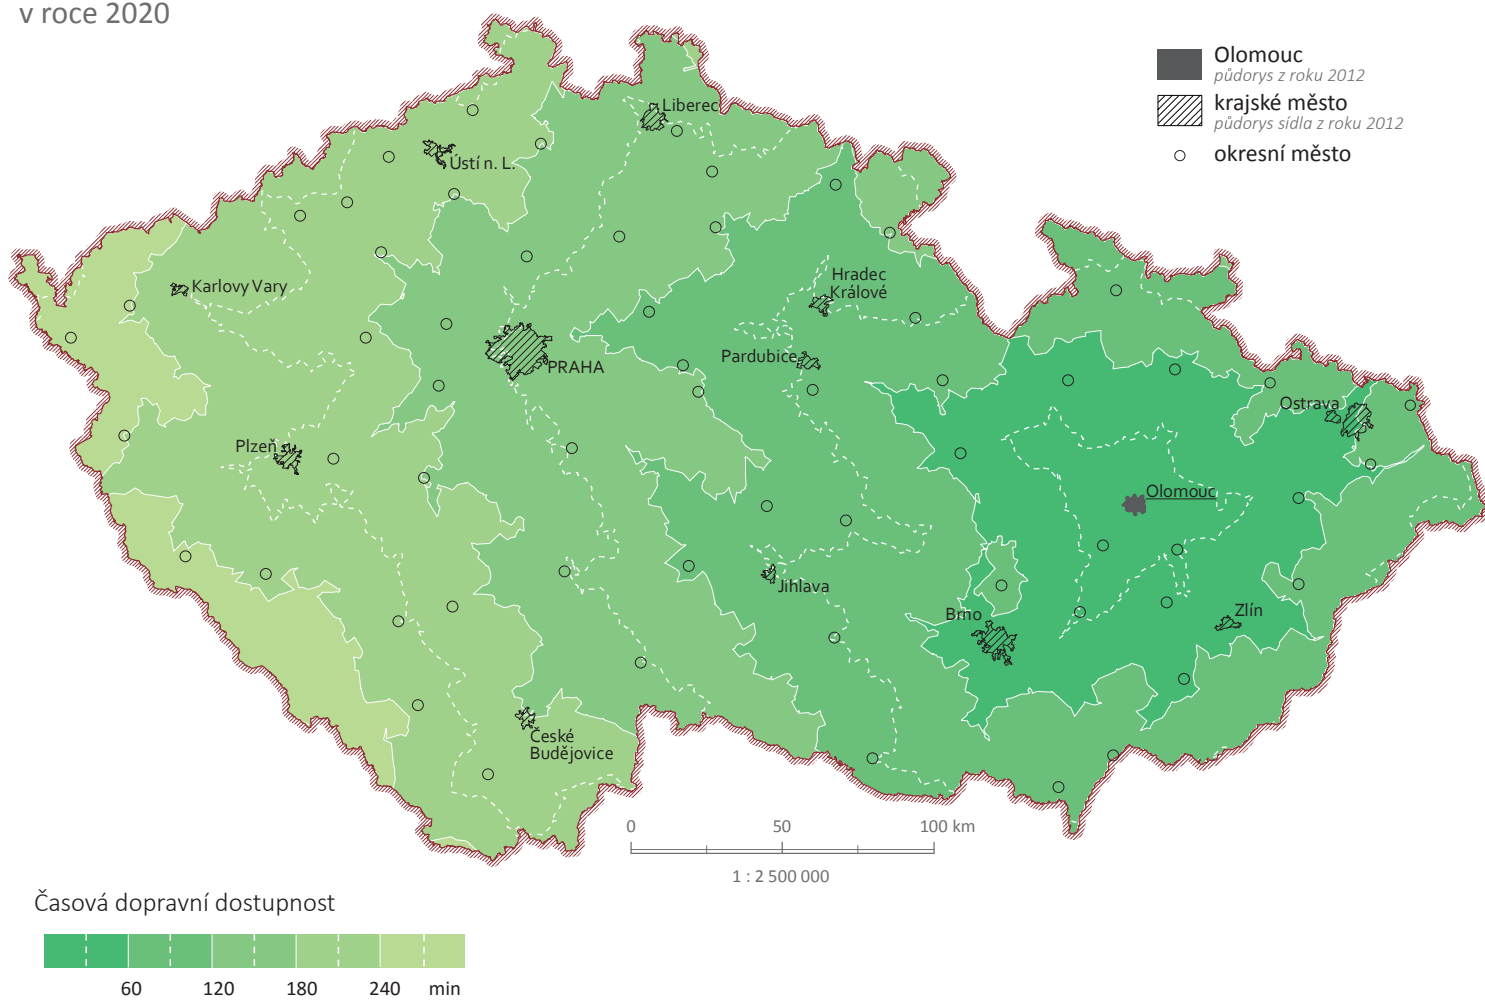 v roce 2020
Olomouc
půdorys z roku 2012
krajské město
půdorys sídla z roku 2012
okresní město
Liberec
Ústí n. L.
Karlovy Vary
Hradec
Králové
PRAHA
Pardubice
Plzeň
Ostrava
Olomouc
Jihlava
Brno
Zlín
České
Budějovice
0 50 100 km
1 : 2 500 000
Časová dopravní dostupnost
60 120 180 240 min